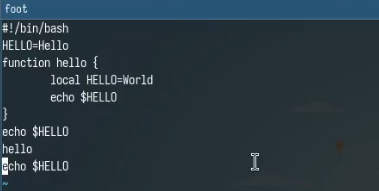 foot
#!/bin/bash
HELLO=Hello
function hello {
        local HELLO=World
        echo $HELLO
}
echo $HELLO
hello
echo $HELLO
~